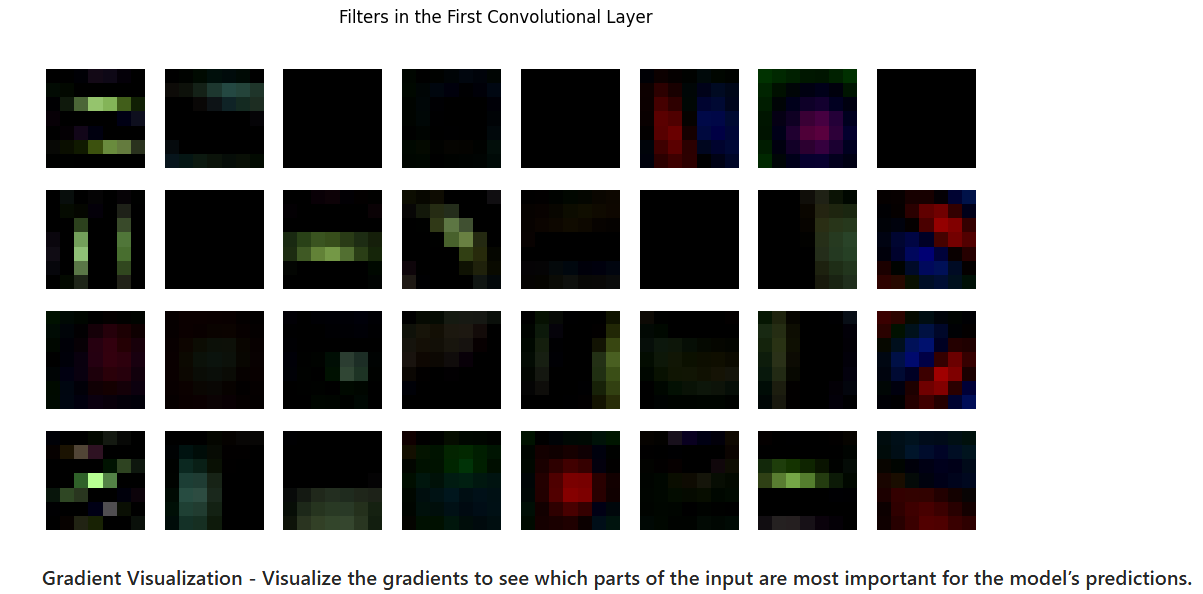 Filters in the First Convolutional Layer
Gradient Visualization - Visualize the gradients to see which parts of the input are most important for the model’s predictions.